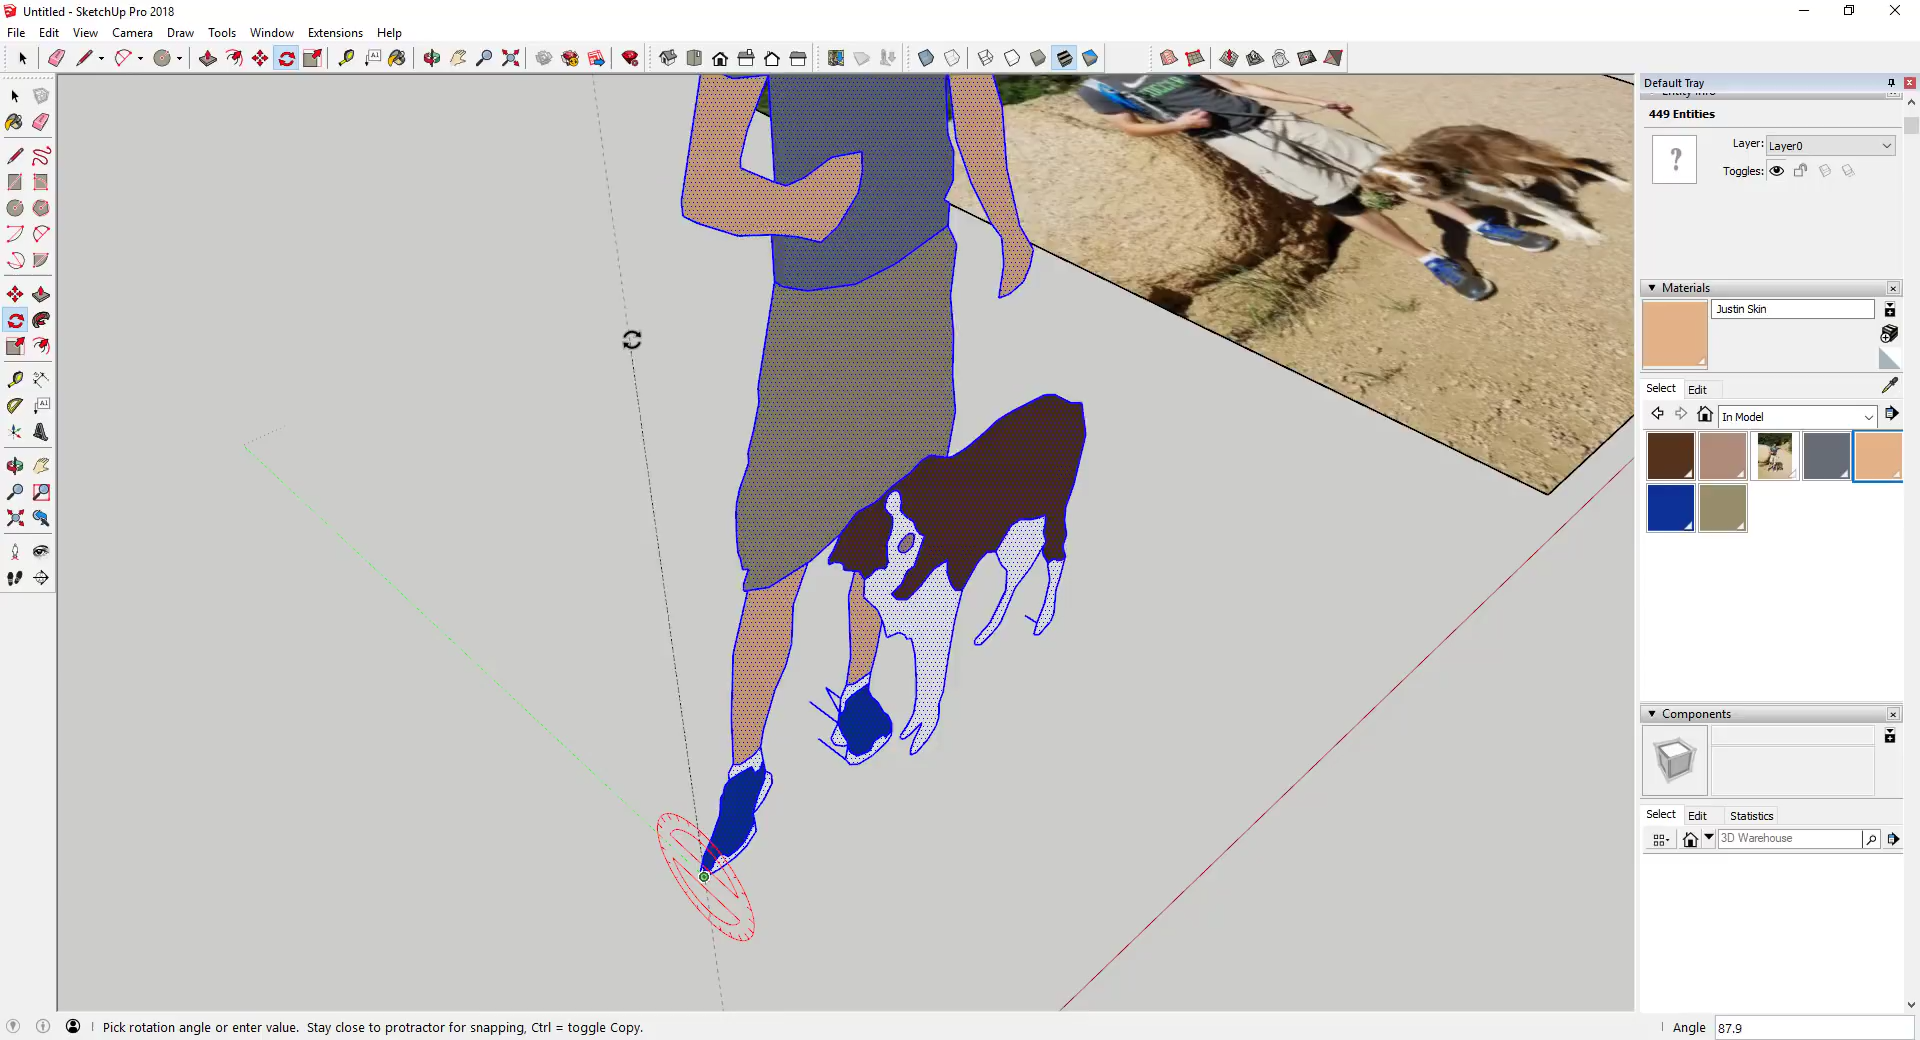 Untitled - SketchUp Pro 2018
File Edit View Camera Draw Tools Window Extensions Help
Default Tray
449 Entities
Layer: Layer0
Toggles:
Materials
Justin Skin
Select Edit
In Model
Components
Select Edit Statistics
3D Warehouse
Pick rotation angle or enter value. Stay close to protractor for snapping, Ctrl = toggle Copy.
Angle 87.9